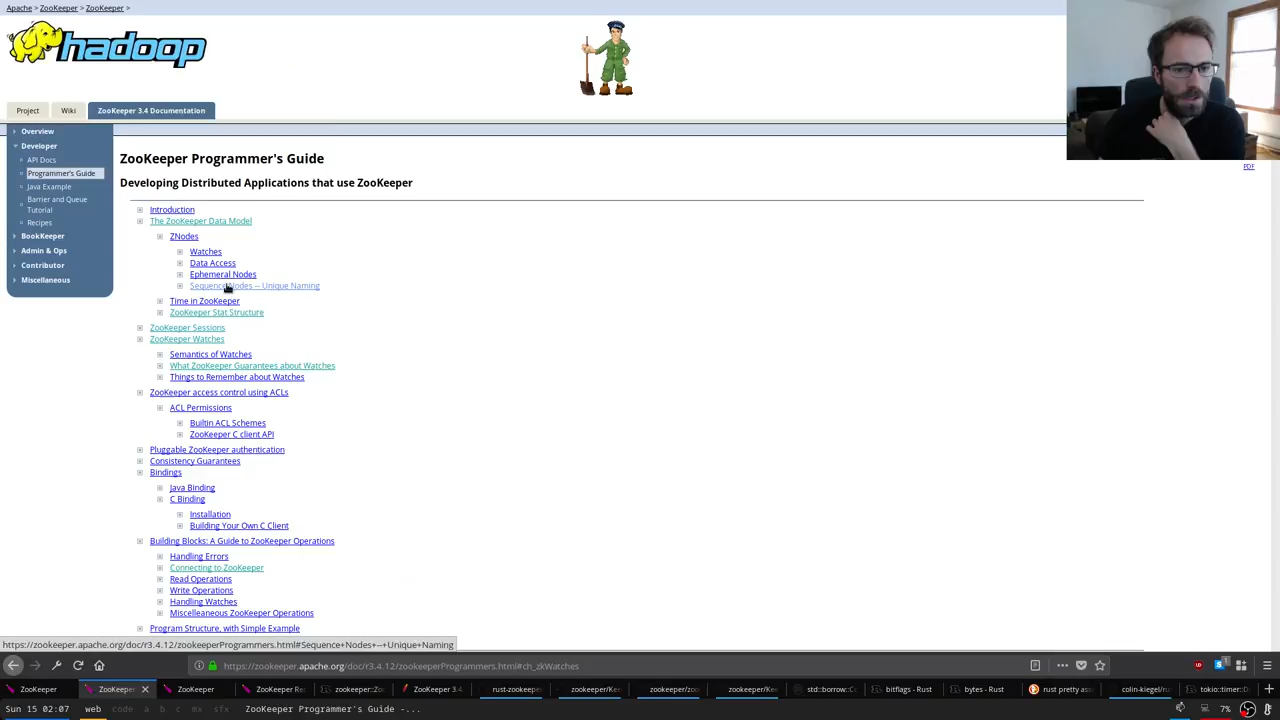 Apache > ZooKeeper > ZooKeeper >
hadoop
Project
Wiki
ZooKeeper 3.4 Documentation
Overview
Developer
API Docs
Programmer's Guide
Java Example
Barrier and Queue
Tutorial
Recipes
BookKeeper
Admin & Ops
Contributor
Miscellaneous
PDF
ZooKeeper Programmer's Guide
Developing Distributed Applications that use ZooKeeper
Introduction
The ZooKeeper Data Model
ZNodes
Watches
Data Access
Ephemeral Nodes
Sequence Nodes -- Unique Naming
Time in ZooKeeper
ZooKeeper Stat Structure
ZooKeeper Sessions
ZooKeeper Watches
Semantics of Watches
What ZooKeeper Guarantees about Watches
Things to Remember about Watches
ZooKeeper access control using ACLs
ACL Permissions
Builtin ACL Schemes
ZooKeeper C client API
Pluggable ZooKeeper authentication
Consistency Guarantees
Bindings
Java Binding
C Binding
Installation
Building Your Own C Client
Building Blocks: A Guide to ZooKeeper Operations
Handling Errors
Connecting to ZooKeeper
Read Operations
Write Operations
Handling Watches
Miscelleaneous ZooKeeper Operations
Program Structure, with Simple Example
https://zookeeper.apache.org/doc/r3.4.12/zookeeperProgrammers.html#Sequence+Nodes+--+Unique+Naming
https://zookeeper.apache.org/doc/r3.4.12/zookeeperProgrammers.html#ch_zkWatches
ZooKeeper ZooKeeper ZooKeeper ZooKeeper Re zookeeper::Zo ZooKeeper 3.4 rust-zookeepe zookeeper/Ke zookeeper/zoo zookeeper/Ke std::borrow::C bitflags - Rust bytes - Rust rust pretty ass colin-kiegel/ru tokio::timer::D
Sun 15 02:07 web code a b c mx sfx ZooKeeper Programmer's Guide -... 7%